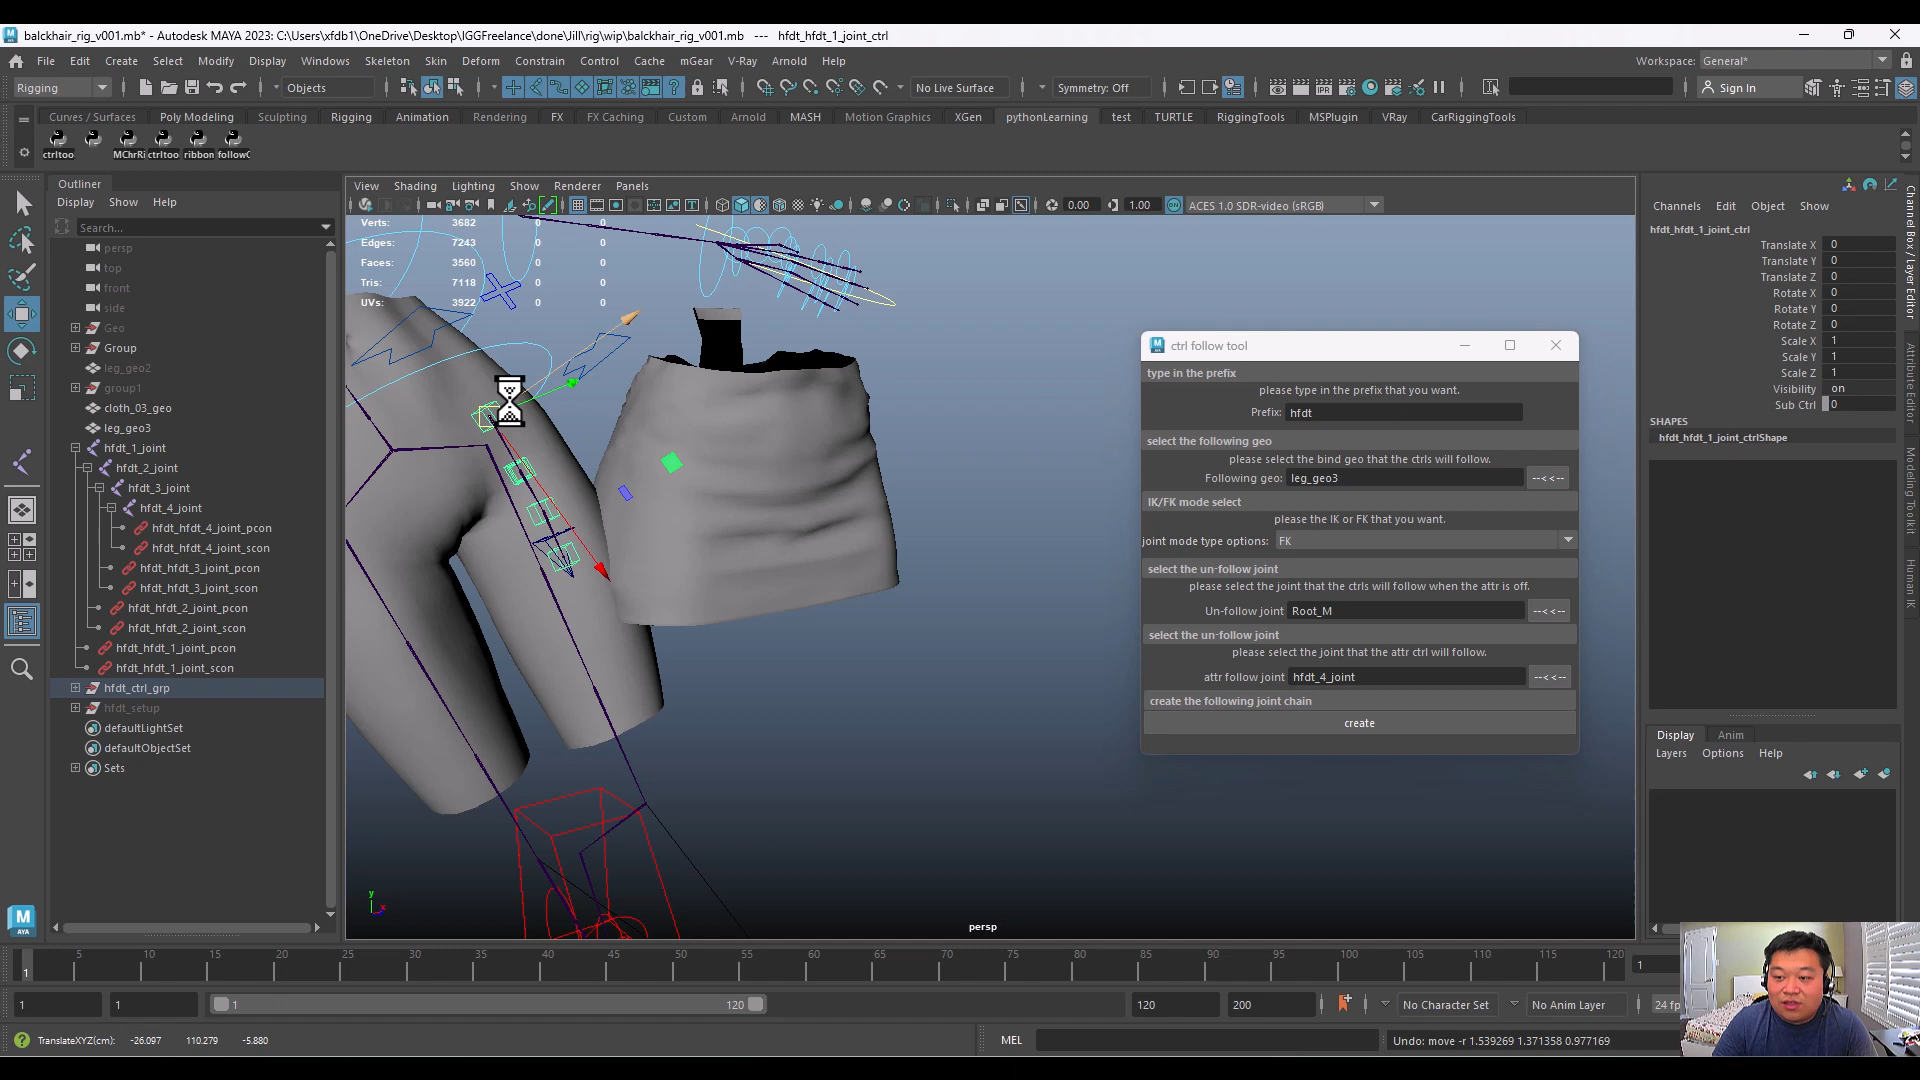 balckhair_rig_v001.mb* - Autodesk MAYA 2023: C:\Users\xfdb1\OneDrive\Desktop\IGGFreelance\done\Jill\rig\wip\balckhair_rig_v001.mb --- hfdt_hfdt_1_joint_ctrl
File Edit Create Select Modify Display Windows Skeleton Skin Deform Constrain Control Cache mGear V-Ray Arnold Help
Workspace: General*
Rigging
Objects
No Live Surface
Symmetry: Off
IPR
Sign In
Curves / Surfaces Poly Modeling Sculpting Rigging Animation Rendering FX FX Caching Custom Arnold MASH Motion Graphics XGen pythonLearning test TURTLE RiggingTools MSPlugin VRay CarRiggingTools
ctrltoo MChrRi ctrltoo ribbon followC
Outliner
Display Show Help
Search...
persp
top
front
side
Geo
Group
leg_geo2
group1
cloth_03_geo
leg_geo3
hfdt_1_joint
hfdt_2_joint
hfdt_3_joint
hfdt_4_joint
hfdt_hfdt_4_joint_pcon
hfdt_hfdt_4_joint_scon
hfdt_hfdt_3_joint_pcon
hfdt_hfdt_3_joint_scon
hfdt_hfdt_2_joint_pcon
hfdt_hfdt_2_joint_scon
hfdt_hfdt_1_joint_pcon
hfdt_hfdt_1_joint_scon
hfdt_ctrl_grp
hfdt_setup
defaultLightSet
defaultObjectSet
Sets
View Shading Lighting Show Renderer Panels
0.00
1.00
ACES 1.0 SDR-video (sRGB)
Verts: 3682 0 0
Edges: 7243 0 0
Faces: 3560 0 0
Tris: 7118 0 0
UVs: 3922 0 0
y
x
persp
ctrl follow tool
type in the prefix
please type in the prefix that you want.
Prefix: hfdt
select the following geo
please select the bind geo that the ctrls will follow.
Following geo: leg_geo3 --<<--
IK/FK mode select
please the IK or FK that you want.
joint mode type options: FK
select the un-follow joint
please select the joint that the ctrls will follow when the attr is off.
Un-follow joint Root_M --<<--
select the un-follow joint
please select the joint that the attr ctrl will follow.
attr follow joint hfdt_4_joint --<<--
create the following joint chain
create
Channels Edit Object Show
hfdt_hfdt_1_joint_ctrl
Translate X 0
Translate Y 0
Translate Z 0
Rotate X 0
Rotate Y 0
Rotate Z 0
Scale X 1
Scale Y 1
Scale Z 1
Visibility on
Sub Ctrl 0
SHAPES
hfdt_hfdt_1_joint_ctrlShape
Channel Box / Layer Editor
Attribute Editor
Modeling Toolkit
Human IK
Display Anim
Layers Options Help
M
AYA
1 5 10 15 20 25 30 35 40 45 50 55 60 65 70 75 80 85 90 95 100 105 110 115 120
1
1 1 1 120 120 200
No Character Set
No Anim Layer
24 fp
TranslateXYZ(cm): -26.097 110.279 -5.880
MEL
Undo: move -r 1.539269 1.371358 0.977169